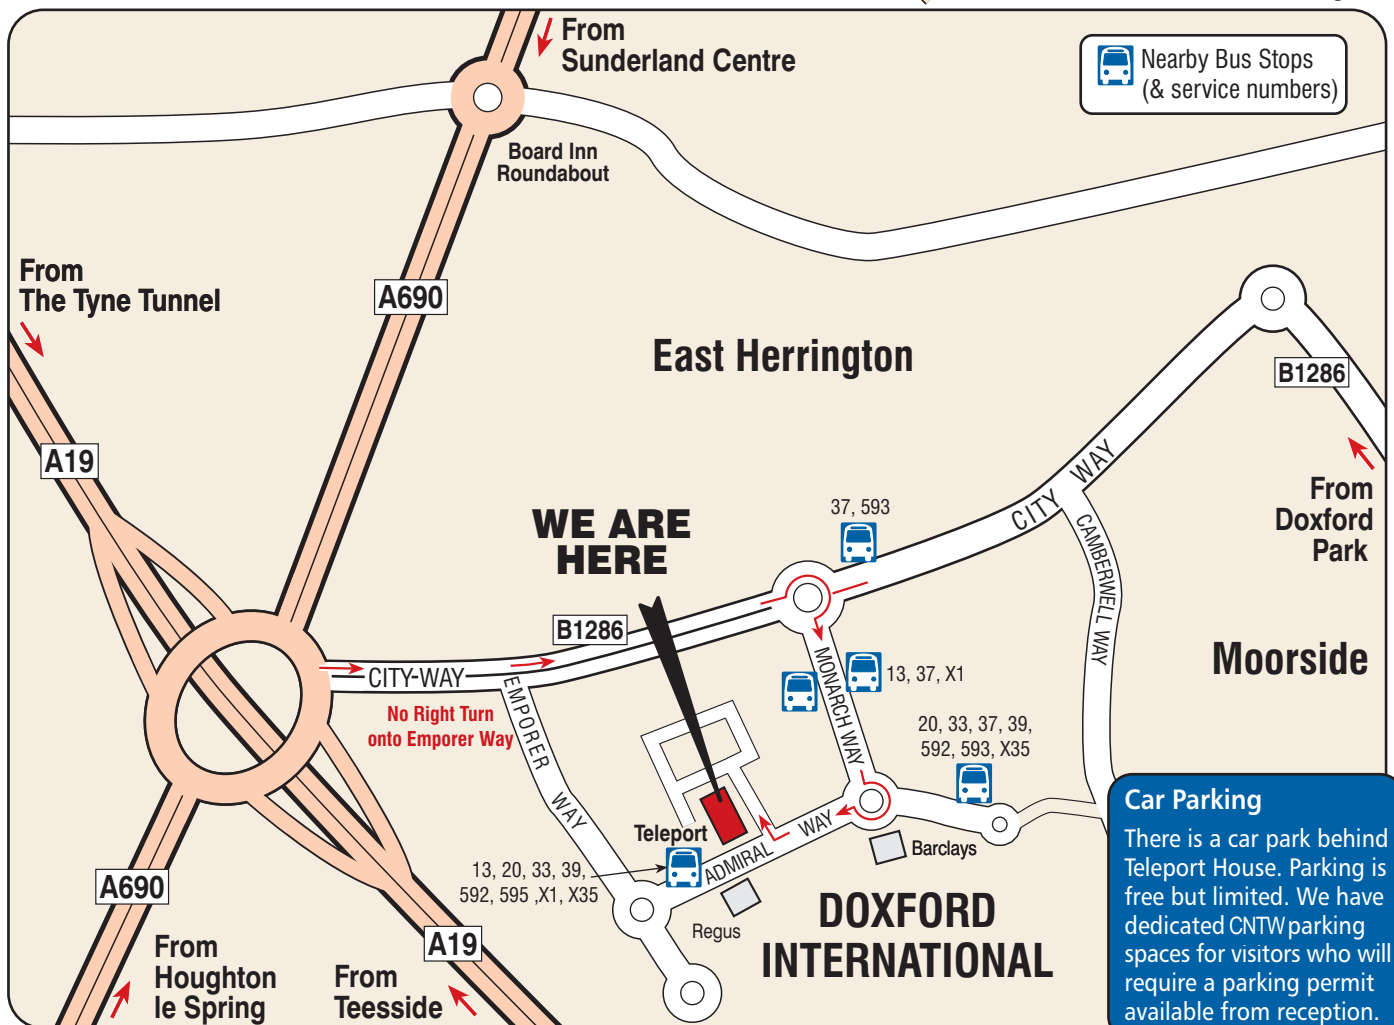 From
Sunderland Centre
Nearby Bus Stops
(& service numbers)
Board Inn
Roundabout
From
The Tyne Tunnel
A690
East Herrington
B1286
A19
CITY WAY
From
Doxford
Park
37, 593
WE ARE
HERE
CAMBERWELL WAY
B1286
Moorside
CITY-WAY
MONARCH WAY
13, 37, X1
No Right Turn
onto Emporer Way
EMPORER WAY
20, 33, 37, 39,
592, 593, X35
Teleport
ADMIRAL WAY
Barclays
13, 20, 33, 39,
592, 595 ,X1, X35
Regus
DOXFORD
INTERNATIONAL
A690
A19
From
Houghton
le Spring
From
Teesside
Car Parking
There is a car park behind
Teleport House. Parking is
free but limited. We have
dedicated CNTW parking
spaces for visitors who will
require a parking permit
available from reception.